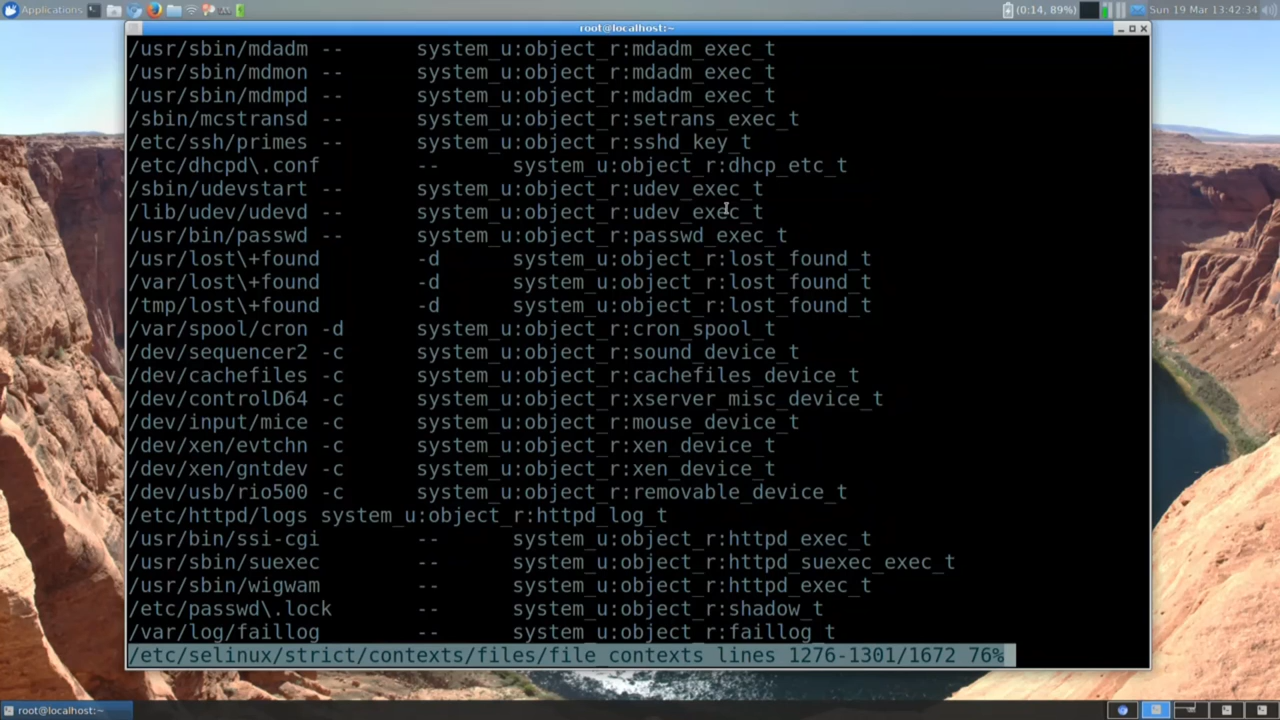 Applications
(0:14, 89%)
Sun 19 Mar 13:42:34
root@localhost:~
/usr/sbin/mdadm -- system_u:object_r:mdadm_exec_t
/usr/sbin/mdmon -- system_u:object_r:mdadm_exec_t
/usr/sbin/mdmpd -- system_u:object_r:mdadm_exec_t
/sbin/mcstransd -- system_u:object_r:setrans_exec_t
/etc/ssh/primes -- system_u:object_r:sshd_key_t
/etc/dhcpd\.conf -- system_u:object_r:dhcp_etc_t
/sbin/udevstart -- system_u:object_r:udev_exec_t
/lib/udev/udevd -- system_u:object_r:udev_exec_t
/usr/bin/passwd -- system_u:object_r:passwd_exec_t
/usr/lost\+found -d system_u:object_r:lost_found_t
/var/lost\+found -d system_u:object_r:lost_found_t
/tmp/lost\+found -d system_u:object_r:lost_found_t
/var/spool/cron -d system_u:object_r:cron_spool_t
/dev/sequencer2 -c system_u:object_r:sound_device_t
/dev/cachefiles -c system_u:object_r:cachefiles_device_t
/dev/controlD64 -c system_u:object_r:xserver_misc_device_t
/dev/input/mice -c system_u:object_r:mouse_device_t
/dev/xen/evtchn -c system_u:object_r:xen_device_t
/dev/xen/gntdev -c system_u:object_r:xen_device_t
/dev/usb/rio500 -c system_u:object_r:removable_device_t
/etc/httpd/logs system_u:object_r:httpd_log_t
/usr/bin/ssi-cgi -- system_u:object_r:httpd_exec_t
/usr/sbin/suexec -- system_u:object_r:httpd_suexec_exec_t
/usr/sbin/wigwam -- system_u:object_r:httpd_exec_t
/etc/passwd\.lock -- system_u:object_r:shadow_t
/var/log/faillog -- system_u:object_r:faillog_t
/etc/selinux/strict/contexts/files/file_contexts lines 1276-1301/1672 76%
root@localhost:~